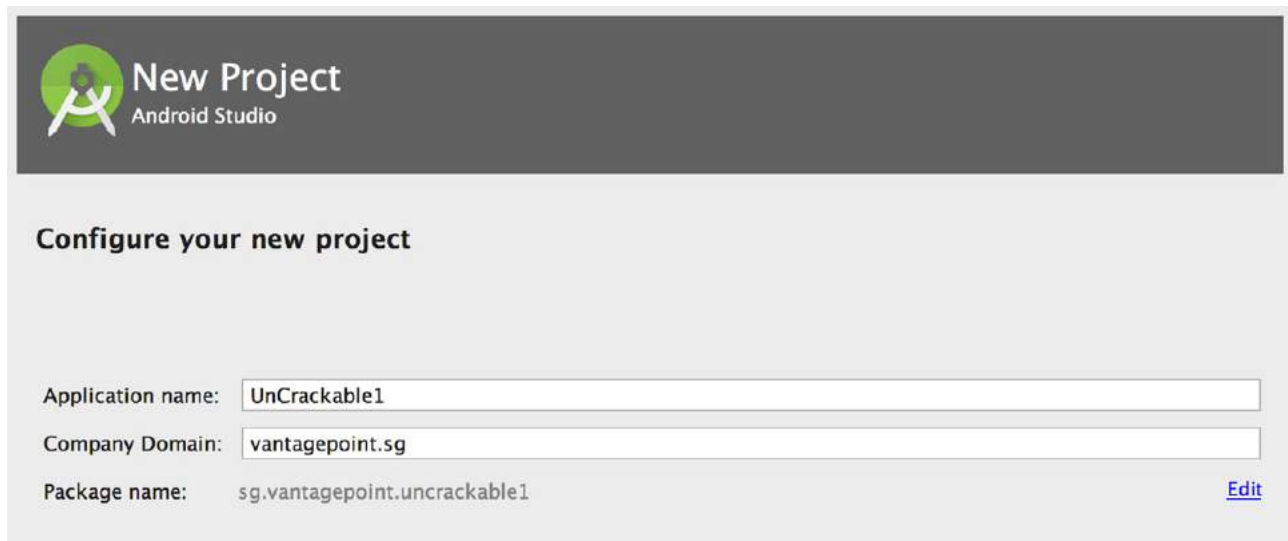 New Project
Android Studio
Configure your new project
Application name: UnCrackable1
Company Domain: vantagepoint.sg
Package name: sg.vantagepoint.uncrackable1 Edit